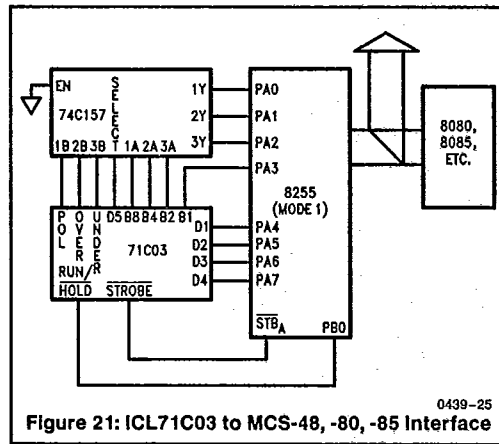 EN SELECT 1Y PA0
74C157 2Y PA1
3Y PA2
1B 2B 3B 1A 2A 3A PA3
8080,
8085,
ETC.
8255
(MODE 1)
POL OVER UNDER D5 B8 B4 B2 B1
D1 PA4
71C03 D2 PA5
RUN/ D3 PA6
HOLD STROBE D4 PA7
STBA PB0
0439–25
Figure 21: ICL71C03 to MCS-48, -80, -85 Interface